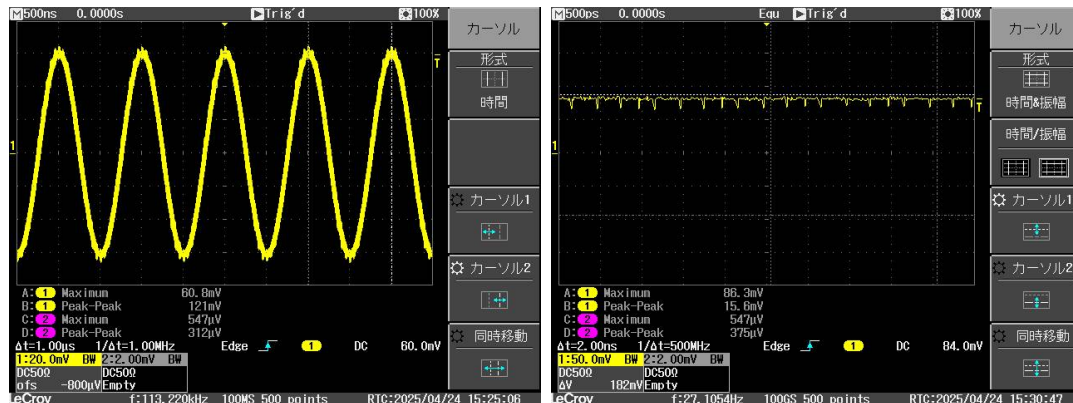 M500ns 0.0000s Trig'd 100%
カーソル
形式
時間
T
1
カーソル1
カーソル2
同時移動
A:1 Maximum 60.8mV
B:1 Peak-Peak 121mV
C:2 Maximum 547μV
D:2 Peak-Peak 312μV
Δt=1.00μs 1/Δt=1.00MHz Edge 1 DC 60.0mV
1:20.0mV BW 2:2.00mV BW
DC50Ω DC50Ω
ofs -800μV Empty
LeCroy f:113.220kHz 100MS 500 points RTC:2025/04/24 15:25:06
M500ps 0.0000s Equ Trig'd 100%
カーソル
形式
時間&振幅
時間/振幅
T
1
カーソル1
カーソル2
同時移動
A:1 Maximum 86.3mV
B:1 Peak-Peak 15.6mV
C:2 Maximum 547μV
D:2 Peak-Peak 375μV
Δt=2.00ns 1/Δt=500MHz Edge 1 DC 84.0mV
1:50.0mV BW 2:2.00mV BW
DC50Ω DC50Ω
ΔV 182mV Empty
LeCroy f:27.1054Hz 100GS 500 points RTC:2025/04/24 15:30:47